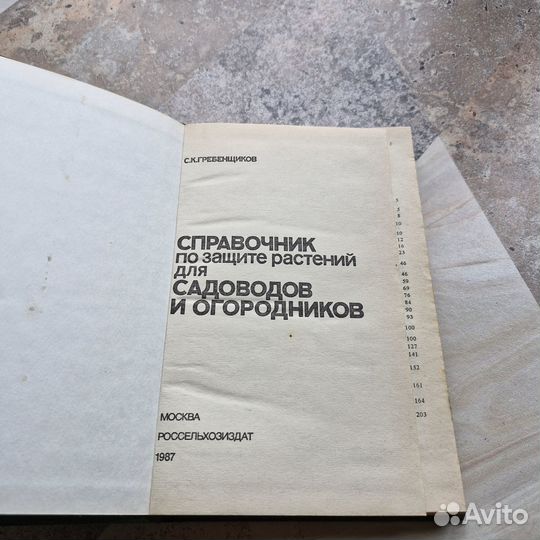 С.К.ГРЕБЕНЩИКОВ
СПРАВОЧНИК
по защите растений
для
САДОВОДОВ
И ОГОРОДНИКОВ
МОСКВА
РОССЕЛЬХОЗИЗДАТ
1987
5
5
8
10
10
12
16
23
46
46
59
69
76
84
90
93
100
100
127
141
152
161
164
203
Avito